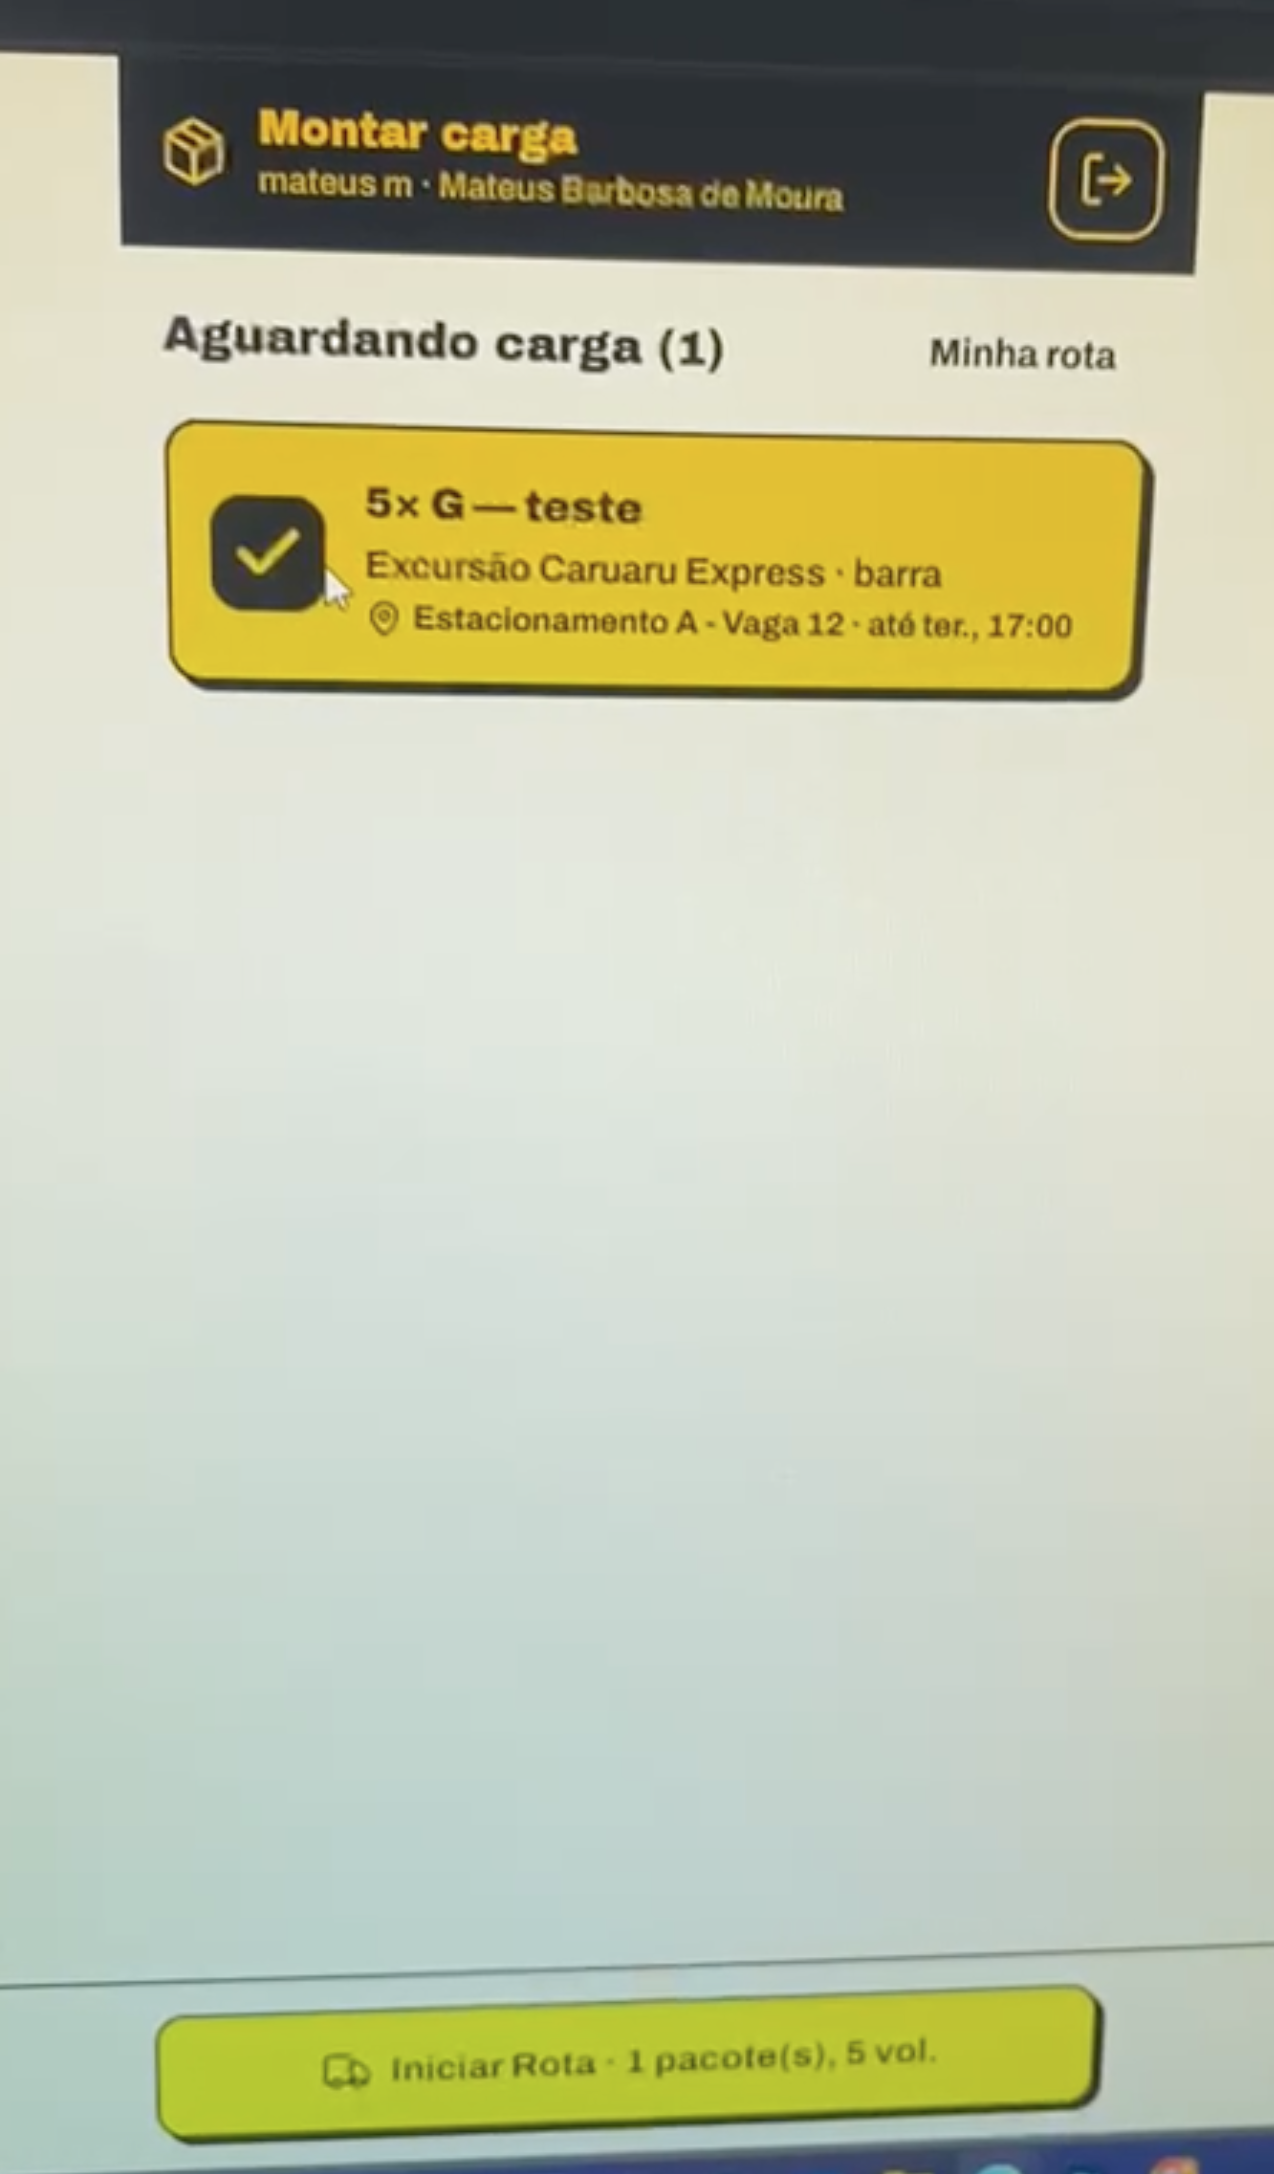 Montar carga
mateus m · Mateus Barbosa de Moura
Aguardando carga (1)
Minha rota
5x G — teste
Excursão Caruaru Express · barra
Estacionamento A - Vaga 12 · até ter., 17:00
Iniciar Rota · 1 pacote(s), 5 vol.